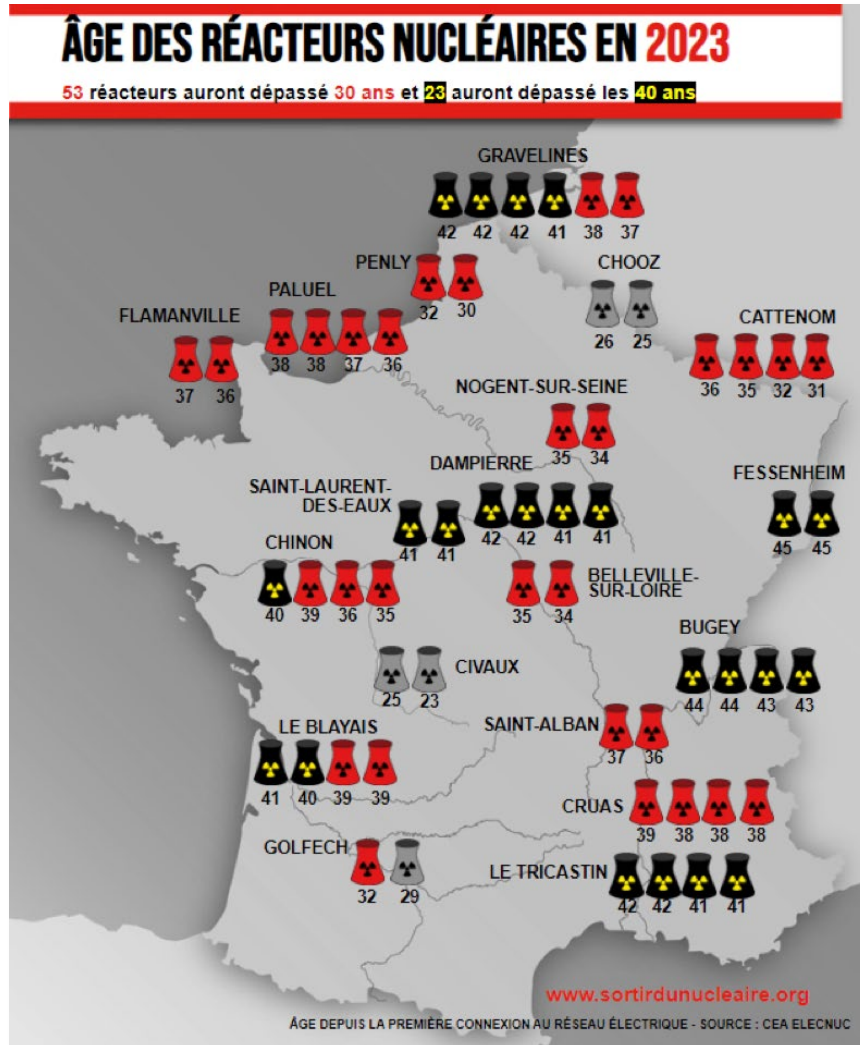 ÂGE DES RÉACTEURS NUCLÉAIRES EN 2023
53 réacteurs auront dépassé 30 ans et 23 auront dépassé les 40 ans
GRAVELINES
42 42 42 41 38 37
PENLY
32 30
CHOOZ
26 25
PALUEL
38 38 37 36
FLAMANVILLE
37 36
CATTENOM
36 35 32 31
NOGENT-SUR-SEINE
35 34
DAMPIERRE
42 42 41 41
FESSENHEIM
45 45
SAINT-LAURENT-
DES-EAUX
41 41
CHINON
40 39 36 35
BELLEVILLE-
SUR-LOIRE
35 34
BUGEY
44 44 43 43
CIVAUX
25 23
SAINT-ALBAN
37 36
LE BLAYAIS
41 40 39 39
CRUAS
39 38 38 38
GOLFECH
32 29
LE TRICASTIN
42 42 41 41
www.sortirdunucleaire.org
ÂGE DEPUIS LA PREMIÈRE CONNEXION AU RÉSEAU ÉLECTRIQUE - SOURCE : CEA ELECNUC